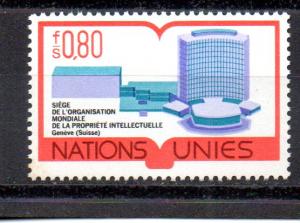 f/s 0,80
SIÈGE
DE L'ORGANISATION
MONDIALE
DE LA PROPRIÉTÉ INTELLECTUELLE
Genève (Suisse)
NATIONS UNIES